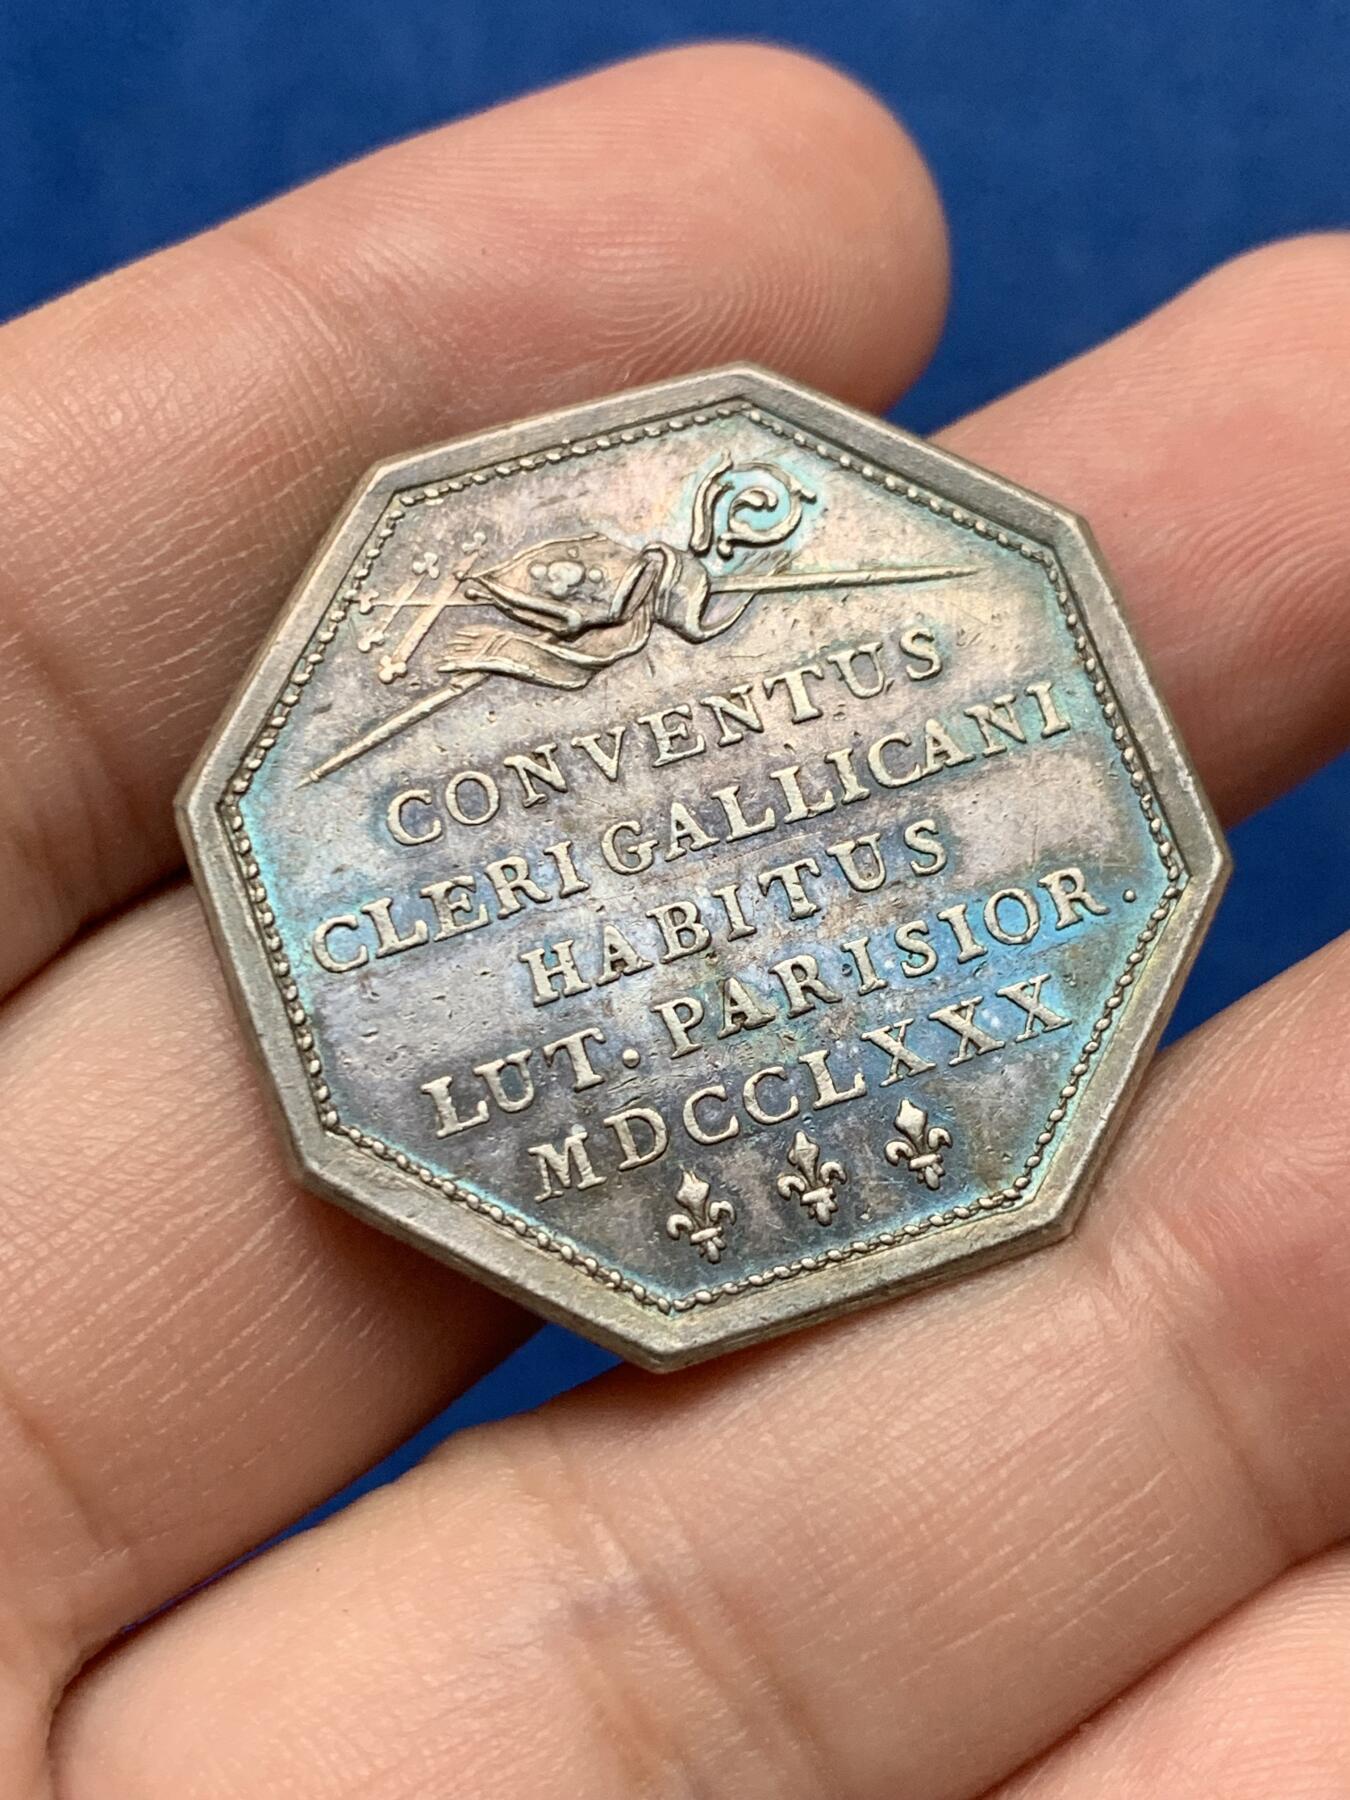 CONVENTUS
CLERI GALLICANI
HABITUS
LUT. PARISIOR.
MDCCLXXX